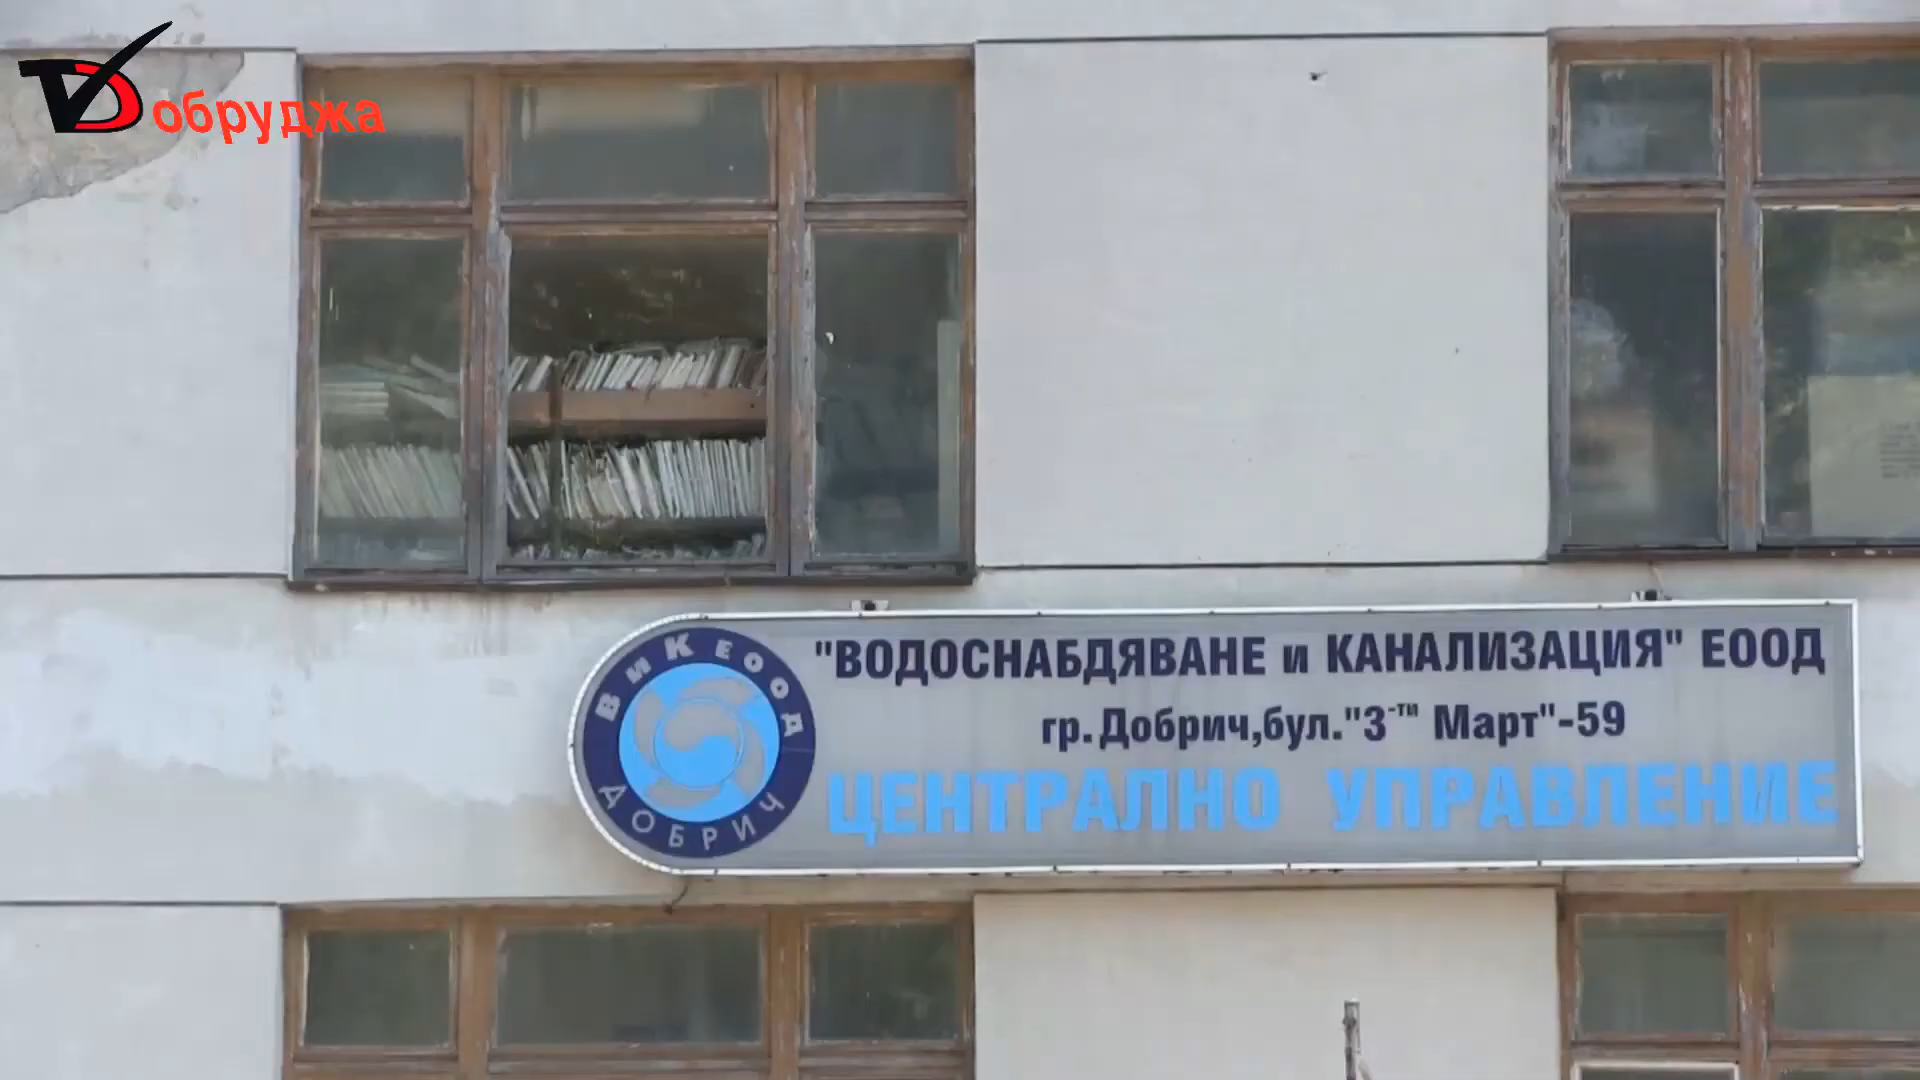 Добруджа
"ВОДОСНАБДЯВАНЕ и КАНАЛИЗАЦИЯ" ЕООД
гр.Добрич,бул."3-ти Март"-59
ЦЕНТРАЛНО УПРАВЛЕНИЕ
ВиК ЕООД
ДОБРИЧ